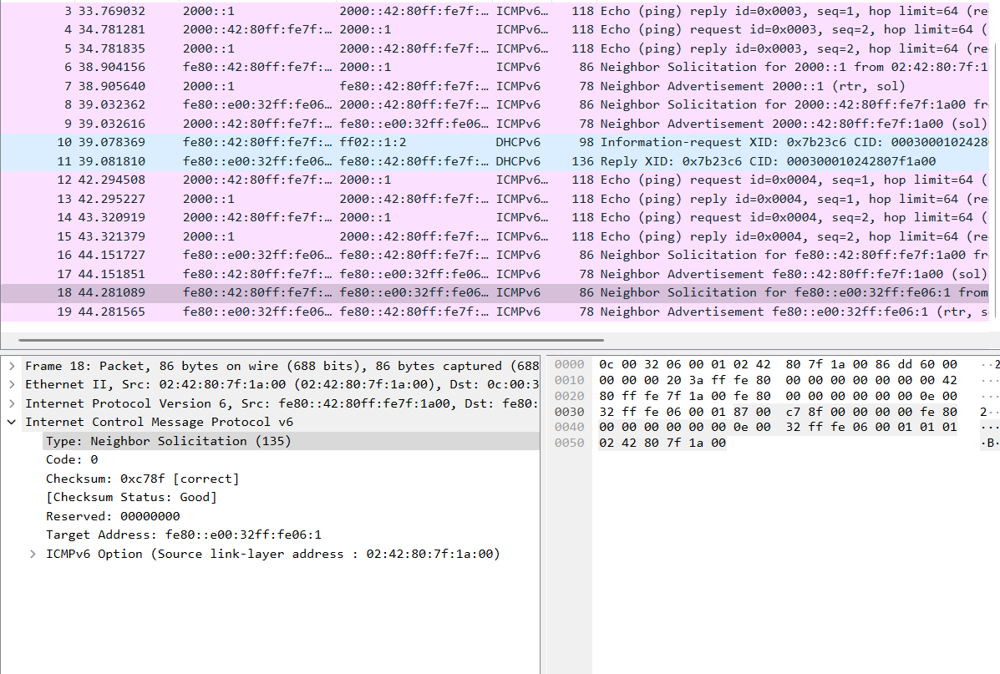 3 33.769032 2000::1 2000::42:80ff:fe7f:… ICMPv6… 118 Echo (ping) reply id=0x0003, seq=1, hop limit=64 (re
4 34.781281 2000::42:80ff:fe7f:… 2000::1 ICMPv6… 118 Echo (ping) request id=0x0003, seq=2, hop limit=64 (
5 34.781835 2000::1 2000::42:80ff:fe7f:… ICMPv6… 118 Echo (ping) reply id=0x0003, seq=2, hop limit=64 (re
6 38.904156 fe80::42:80ff:fe7f:… 2000::1 ICMPv6 86 Neighbor Solicitation for 2000::1 from 02:42:80:7f:1
7 38.905640 2000::1 fe80::42:80ff:fe7f:… ICMPv6 78 Neighbor Advertisement 2000::1 (rtr, sol)
8 39.032362 fe80::e00:32ff:fe06… 2000::42:80ff:fe7f:… ICMPv6 86 Neighbor Solicitation for 2000::42:80ff:fe7f:1a00 fr
9 39.032616 2000::42:80ff:fe7f:… fe80::e00:32ff:fe06… ICMPv6 78 Neighbor Advertisement 2000::42:80ff:fe7f:1a00 (sol)
10 39.078369 fe80::42:80ff:fe7f:… ff02::1:2 DHCPv6 98 Information-request XID: 0x7b23c6 CID: 0003000102428
11 39.081810 fe80::e00:32ff:fe06… fe80::42:80ff:fe7f:… DHCPv6 136 Reply XID: 0x7b23c6 CID: 000300010242807f1a00
12 42.294508 2000::42:80ff:fe7f:… 2000::1 ICMPv6… 118 Echo (ping) request id=0x0004, seq=1, hop limit=64 (
13 42.295227 2000::1 2000::42:80ff:fe7f:… ICMPv6… 118 Echo (ping) reply id=0x0004, seq=1, hop limit=64 (re
14 43.320919 2000::42:80ff:fe7f:… 2000::1 ICMPv6… 118 Echo (ping) request id=0x0004, seq=2, hop limit=64 (
15 43.321379 2000::1 2000::42:80ff:fe7f:… ICMPv6… 118 Echo (ping) reply id=0x0004, seq=2, hop limit=64 (re
16 44.151727 fe80::e00:32ff:fe06… fe80::42:80ff:fe7f:… ICMPv6 86 Neighbor Solicitation for fe80::42:80ff:fe7f:1a00 fr
17 44.151851 fe80::42:80ff:fe7f:… fe80::e00:32ff:fe06… ICMPv6 78 Neighbor Advertisement fe80::42:80ff:fe7f:1a00 (sol)
18 44.281089 fe80::42:80ff:fe7f:… fe80::e00:32ff:fe06… ICMPv6 86 Neighbor Solicitation for fe80::e00:32ff:fe06:1 from
19 44.281565 fe80::e00:32ff:fe06… fe80::42:80ff:fe7f:… ICMPv6 78 Neighbor Advertisement fe80::e00:32ff:fe06:1 (rtr, s
Frame 18: Packet, 86 bytes on wire (688 bits), 86 bytes captured (688
Ethernet II, Src: 02:42:80:7f:1a:00 (02:42:80:7f:1a:00), Dst: 0c:00:3
Internet Protocol Version 6, Src: fe80::42:80ff:fe7f:1a00, Dst: fe80:
Internet Control Message Protocol v6
Type: Neighbor Solicitation (135)
Code: 0
Checksum: 0xc78f [correct]
[Checksum Status: Good]
Reserved: 00000000
Target Address: fe80::e00:32ff:fe06:1
ICMPv6 Option (Source link-layer address : 02:42:80:7f:1a:00)
0000 0c 00 32 06 00 01 02 42 80 7f 1a 00 86 dd 60 00 ··2
0010 00 00 00 20 3a ff fe 80 00 00 00 00 00 00 00 42 ···
0020 80 ff fe 7f 1a 00 fe 80 00 00 00 00 00 00 0e 00 ···
0030 32 ff fe 06 00 01 87 00 c7 8f 00 00 00 00 fe 80 2··
0040 00 00 00 00 00 00 0e 00 32 ff fe 06 00 01 01 01 ···
0050 02 42 80 7f 1a 00 ·B·